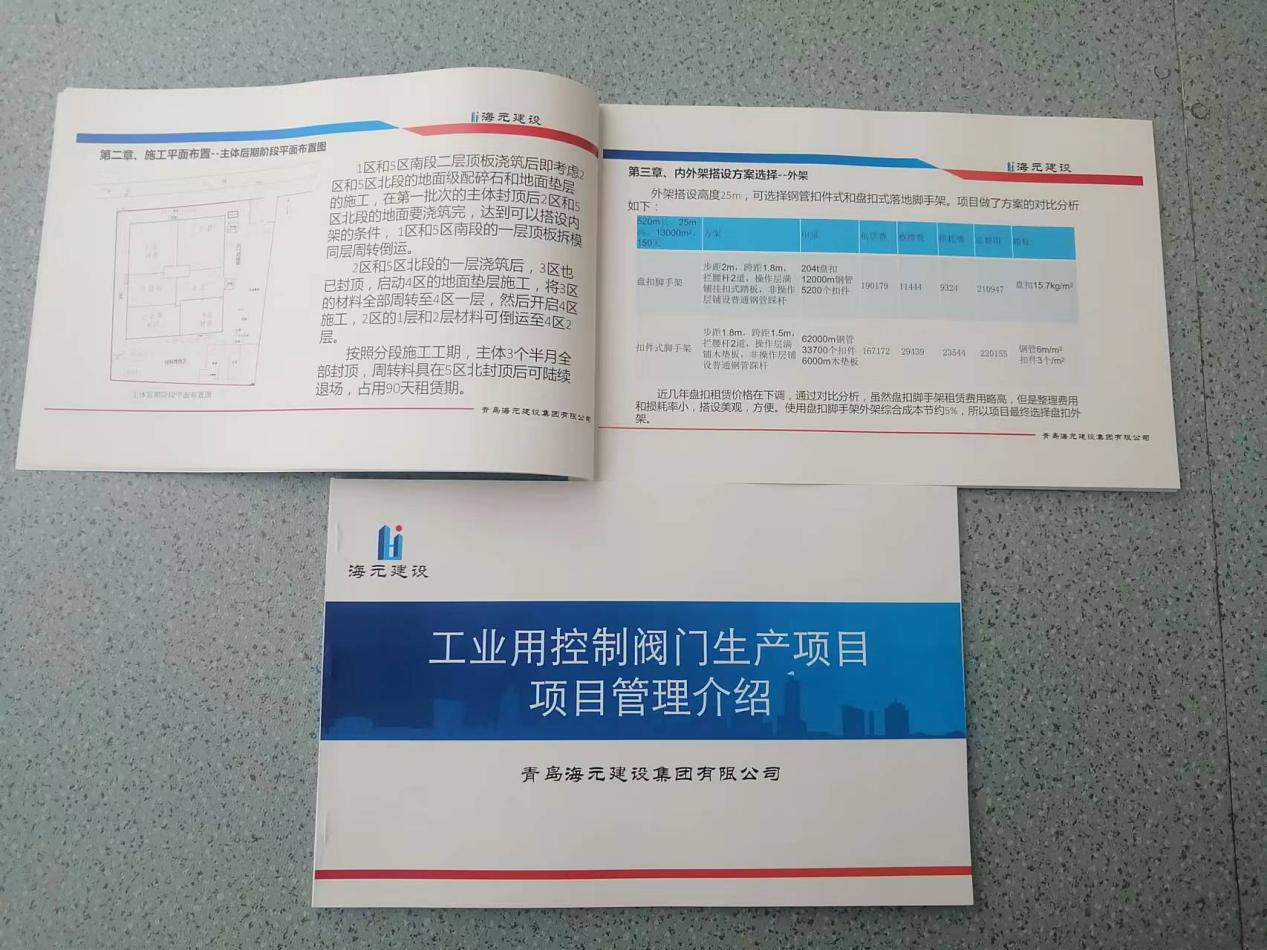 海元建设
第二章、施工平面布置--主体后期阶段平面布置图
1区和5区南段二层顶板浇筑后即考虑2
区和5区北段的地面级配碎石和地面垫层
的施工，在第一批次的主体封顶后2区和5
区北段的地面要浇筑完，达到可以搭设内
架的条件，1区和5区南段的一层顶板拆模
同层周转倒运。
2区和5区北段的一层浇筑后，3区也
已封顶，启动4区的地面垫层施工，将3区
的材料全部周转至4区一层，然后开启4区
施工，2区的1层和2层材料可倒运至4区2
层。
按照分段施工工期，主体3个半月全
部封顶，周转料具在5区北封顶后可陆续
退场，占用90天租赁期。
主体后期阶段平面布置图
青岛海元建设集团有限公司
海元建设
第三章、内外架搭设方案选择--外架
外架搭设高度25m，可选择钢管扣件式和盘扣式落地脚手架。项目做了方案的对比分析
如下：
520m长、25m
高、13000m²、
150天
方案 用量 租赁费 总费用 指标
盘扣脚手架
步距2m，跨距1.8m，
拦腰杆2道，操作层满
铺挂扣式踏板，非操作
层铺设普通钢管踩杆
204t盘扣
12000m钢管
5200个扣件
190179 11444 9324 210947 盘扣15.7kg/m²
扣件式脚手架
步距1.8m，跨距1.5m，
拦腰杆2道，操作层满
铺木垫板，非操作层铺
设普通钢管踩杆
62000m钢管
33700个扣件
6000m木垫板
167172 29439 23544 220155
钢管6m/m²
扣件3个/m²
近几年盘扣租赁价格在下调，通过对比分析，虽然盘扣脚手架租赁费用略高，但是整理费用
和损耗率小，搭设美观，方便。使用盘扣脚手架外架综合成本节约5%，所以项目最终选择盘扣外
架。
青岛海元建设集团有限公司
海元建设
工业用控制阀门生产项目
项目管理介绍
青岛海元建设集团有限公司